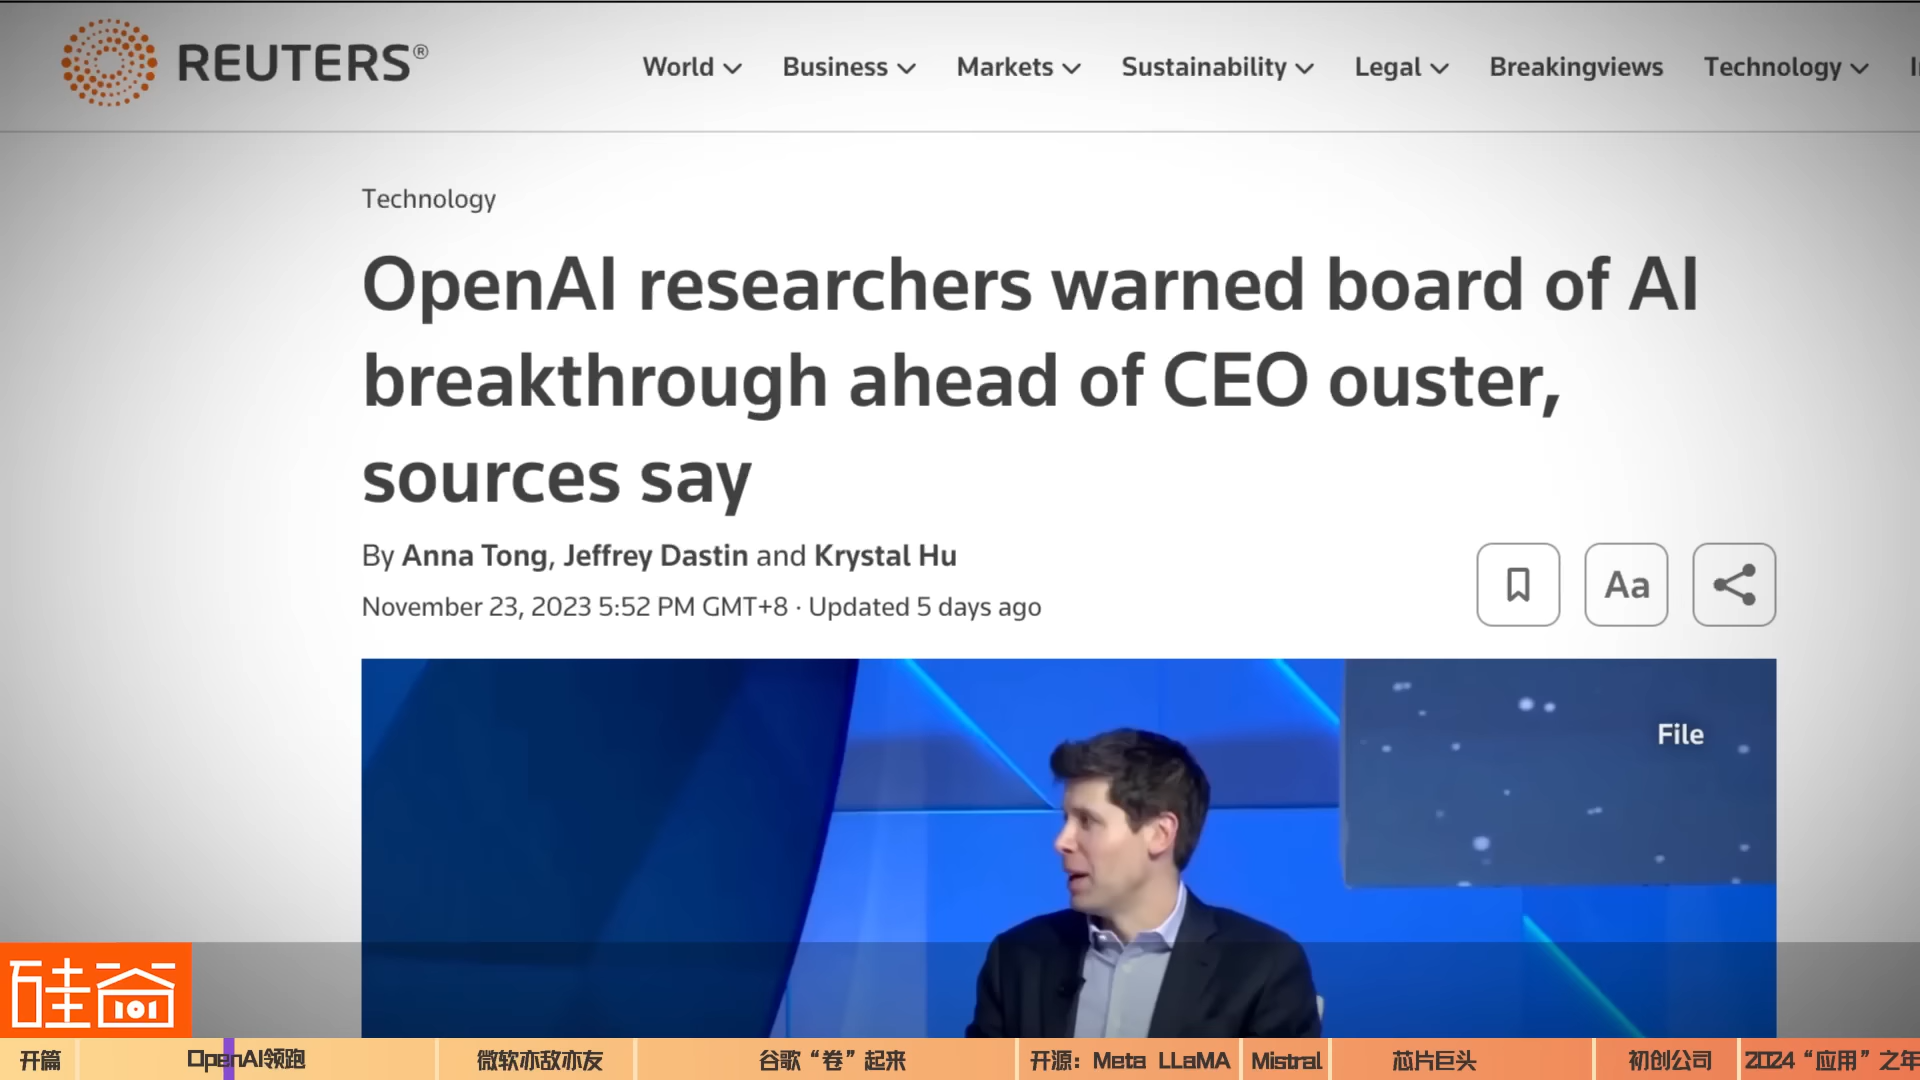 REUTERS®
World Business Markets Sustainability Legal Breakingviews Technology
Technology
OpenAI researchers warned board of AI
breakthrough ahead of CEO ouster,
sources say
By Anna Tong, Jeffrey Dastin and Krystal Hu
November 23, 2023 5:52 PM GMT+8 · Updated 5 days ago
Aa
File
硅谷
101
开篇 OpenAI领跑 微软亦敌亦友 谷歌“卷”起来 开源：Meta LLaMA Mistral 芯片巨头 初创公司 2024“应用”之年